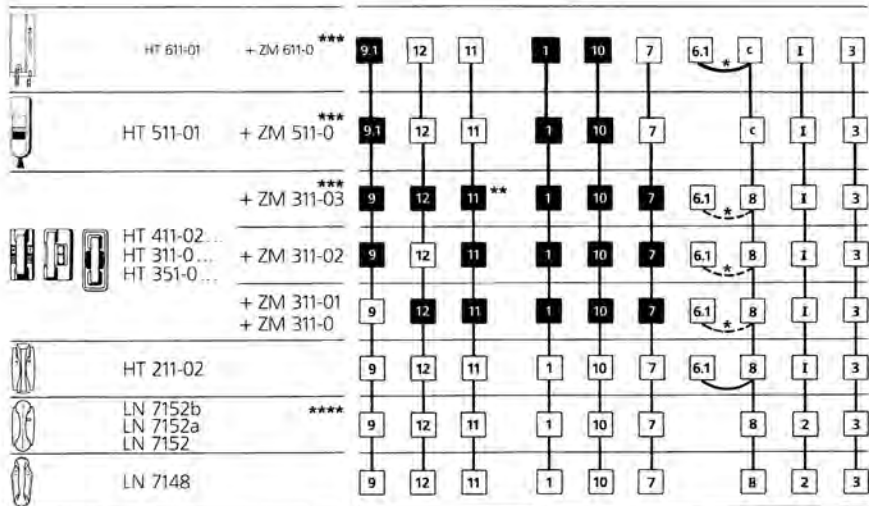 HT 611-01 + ZM 611-0 *** 9.1 12 11 1 10 7 6.1 * c I 3
HT 511-01 + ZM 511-0 *** 9.1 12 11 1 10 7 c I 3
+ ZM 311-03 *** 9 12 11 ** 1 10 7 6.1 * 8 I 3
HT 411-02...
HT 311-0... + ZM 311-02 9 12 11 1 10 7 6.1 * 8 I 3
HT 351-0...
+ ZM 311-01 9 12 11 1 10 7 6.1 * 8 I 3
+ ZM 311-0
HT 211-02 9 12 11 1 10 7 6.1 8 I 3
LN 7152b ****
LN 7152a 9 12 11 1 10 7 8 2 3
LN 7152
LN 7148 9 12 11 1 10 7 8 2 3